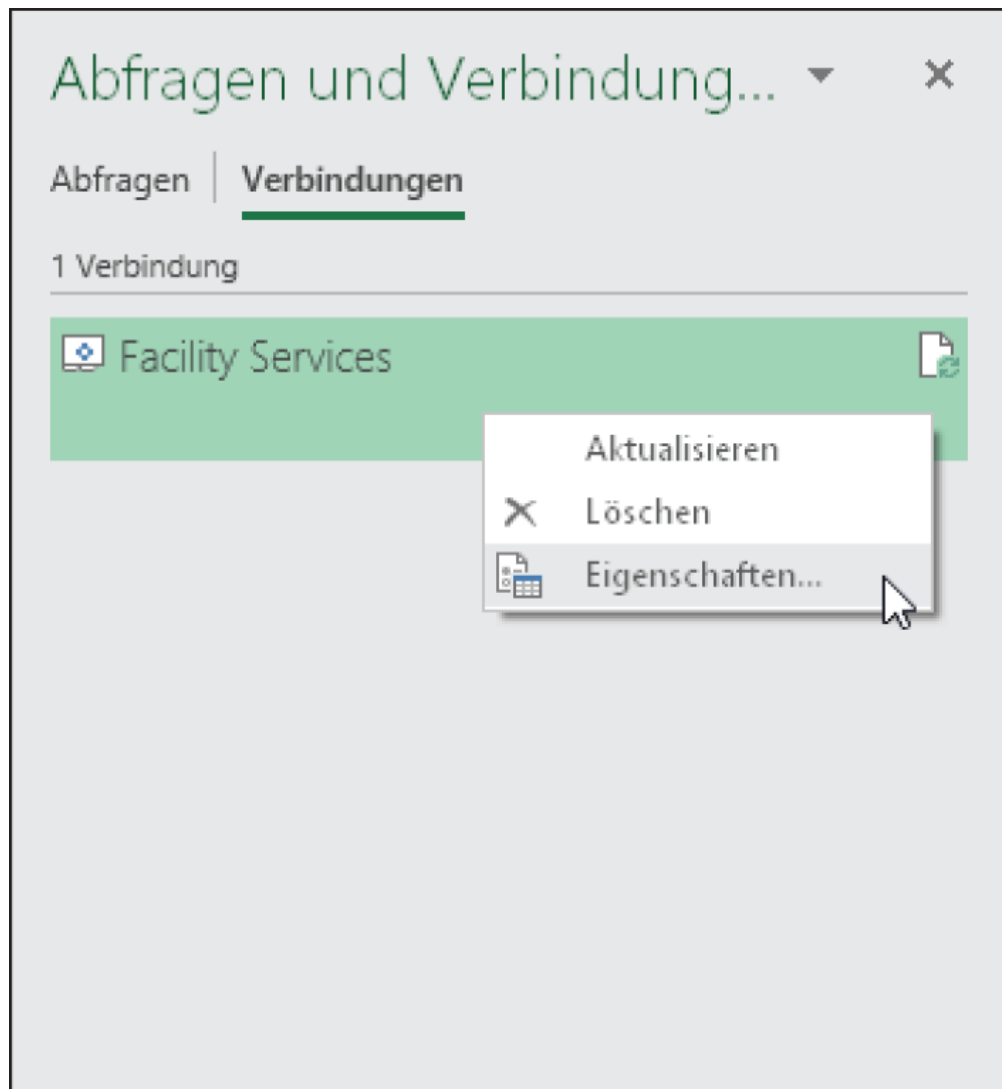 Abfragen und Verbindung...
Abfragen Verbindungen
1 Verbindung
Facility Services
Aktualisieren
Löschen
Eigenschaften...